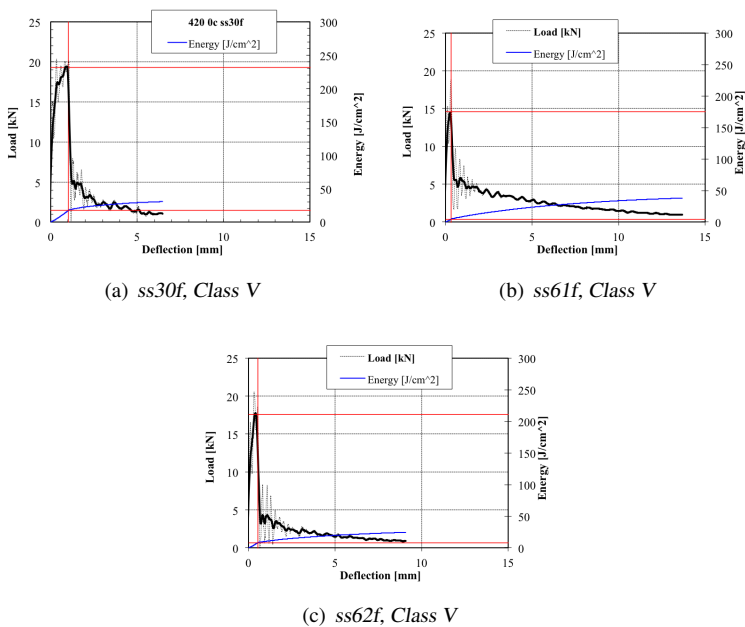 420 0c ss30f
Energy [J/cm^2]
25
20
15
10
5
0
Load [kN]
300
250
200
150
100
50
0
Energy [J/cm^2]
0
5
10
15
Deflection [mm]
(a) ss30f, Class V
Load [kN]
Energy [J/cm^2]
25
20
15
10
5
0
Load [kN]
300
250
200
150
100
50
0
Energy [J/cm^2]
0
5
10
15
Deflection [mm]
(b) ss61f, Class V
Load [kN]
Energy [J/cm^2]
25
20
15
10
5
0
Load [kN]
300
250
200
150
100
50
0
Energy [J/cm^2]
0
5
10
15
Deflection [mm]
(c) ss62f, Class V